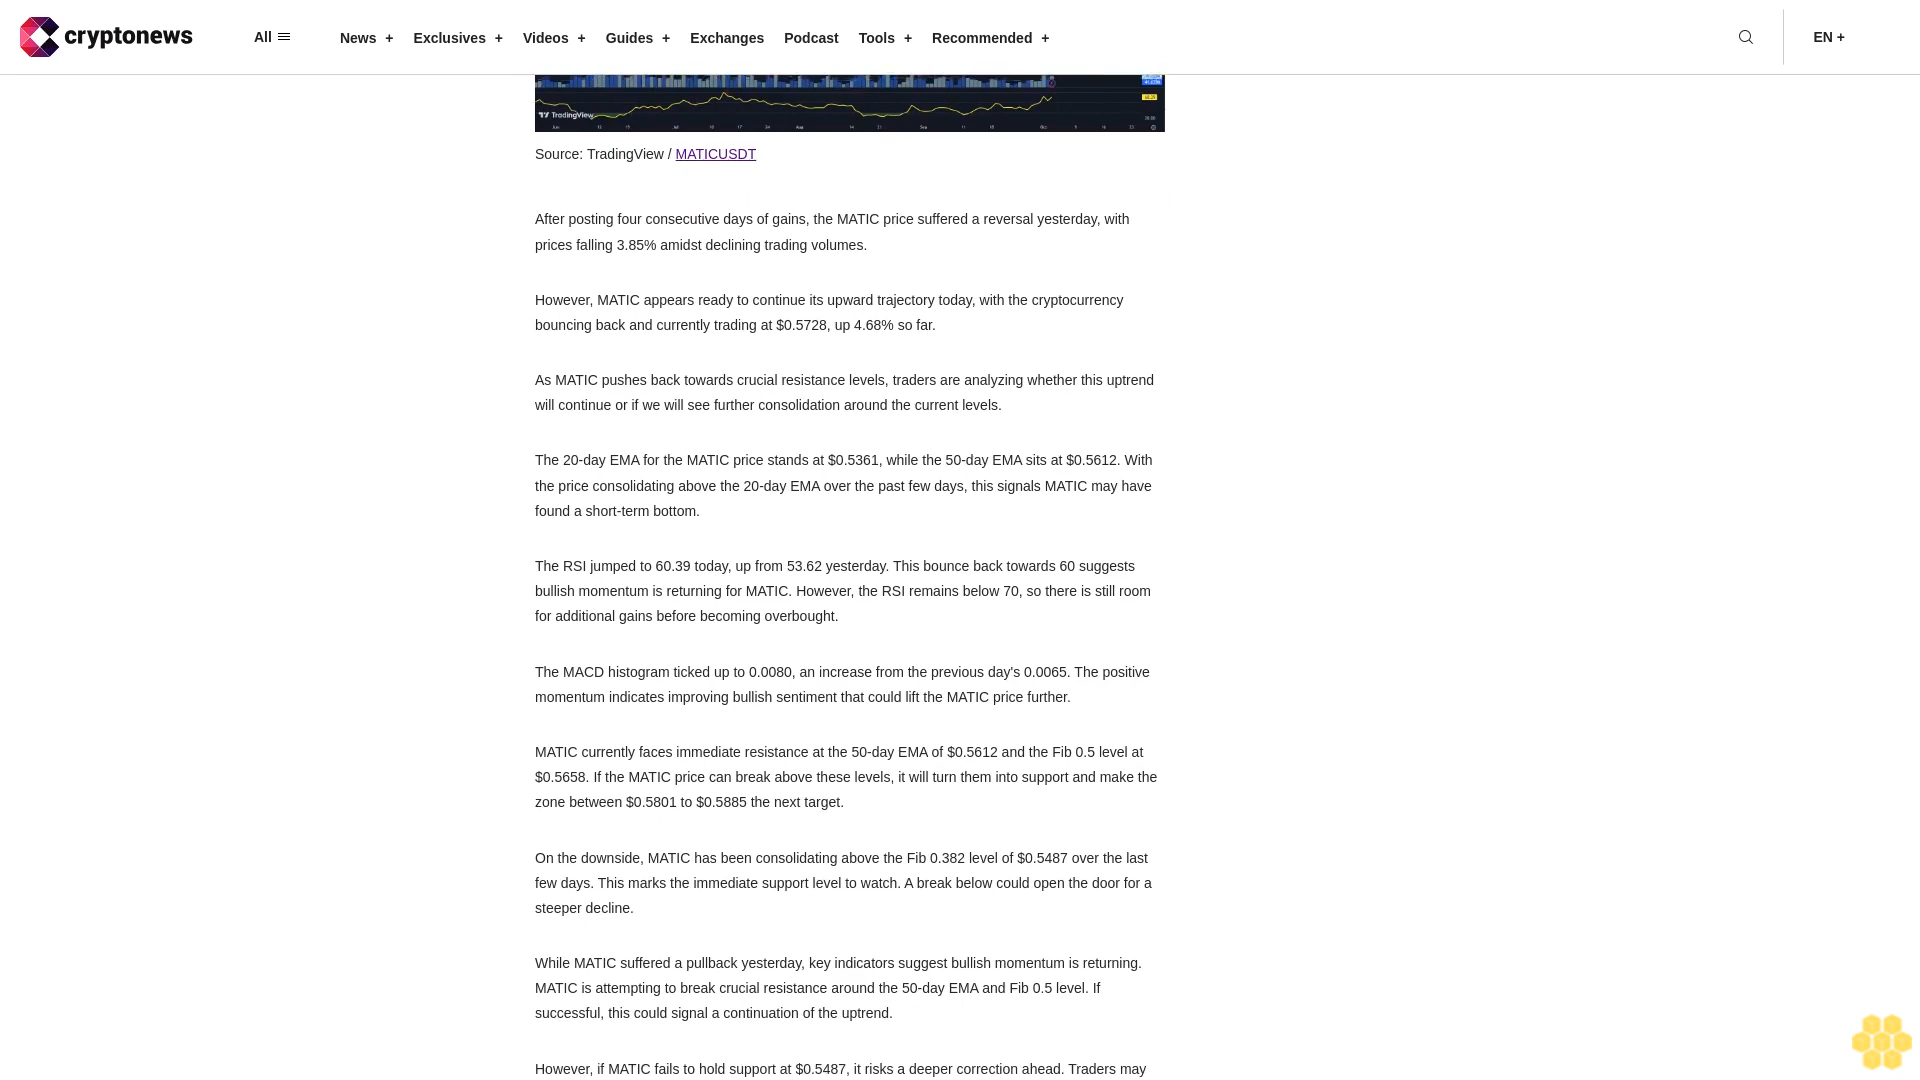 cryptonews
All
News +
Exclusives +
Videos +
Guides +
Exchanges
Podcast
Tools +
Recommended +
EN +
TradingView
Source: TradingView / MATICUSDT
After posting four consecutive days of gains, the MATIC price suffered a reversal yesterday, with
prices falling 3.85% amidst declining trading volumes.
However, MATIC appears ready to continue its upward trajectory today, with the cryptocurrency
bouncing back and currently trading at $0.5728, up 4.68% so far.
As MATIC pushes back towards crucial resistance levels, traders are analyzing whether this uptrend
will continue or if we will see further consolidation around the current levels.
The 20-day EMA for the MATIC price stands at $0.5361, while the 50-day EMA sits at $0.5612. With
the price consolidating above the 20-day EMA over the past few days, this signals MATIC may have
found a short-term bottom.
The RSI jumped to 60.39 today, up from 53.62 yesterday. This bounce back towards 60 suggests
bullish momentum is returning for MATIC. However, the RSI remains below 70, so there is still room
for additional gains before becoming overbought.
The MACD histogram ticked up to 0.0080, an increase from the previous day's 0.0065. The positive
momentum indicates improving bullish sentiment that could lift the MATIC price further.
MATIC currently faces immediate resistance at the 50-day EMA of $0.5612 and the Fib 0.5 level at
$0.5658. If the MATIC price can break above these levels, it will turn them into support and make the
zone between $0.5801 to $0.5885 the next target.
On the downside, MATIC has been consolidating above the Fib 0.382 level of $0.5487 over the last
few days. This marks the immediate support level to watch. A break below could open the door for a
steeper decline.
While MATIC suffered a pullback yesterday, key indicators suggest bullish momentum is returning.
MATIC is attempting to break crucial resistance around the 50-day EMA and Fib 0.5 level. If
successful, this could signal a continuation of the uptrend.
However, if MATIC fails to hold support at $0.5487, it risks a deeper correction ahead. Traders may